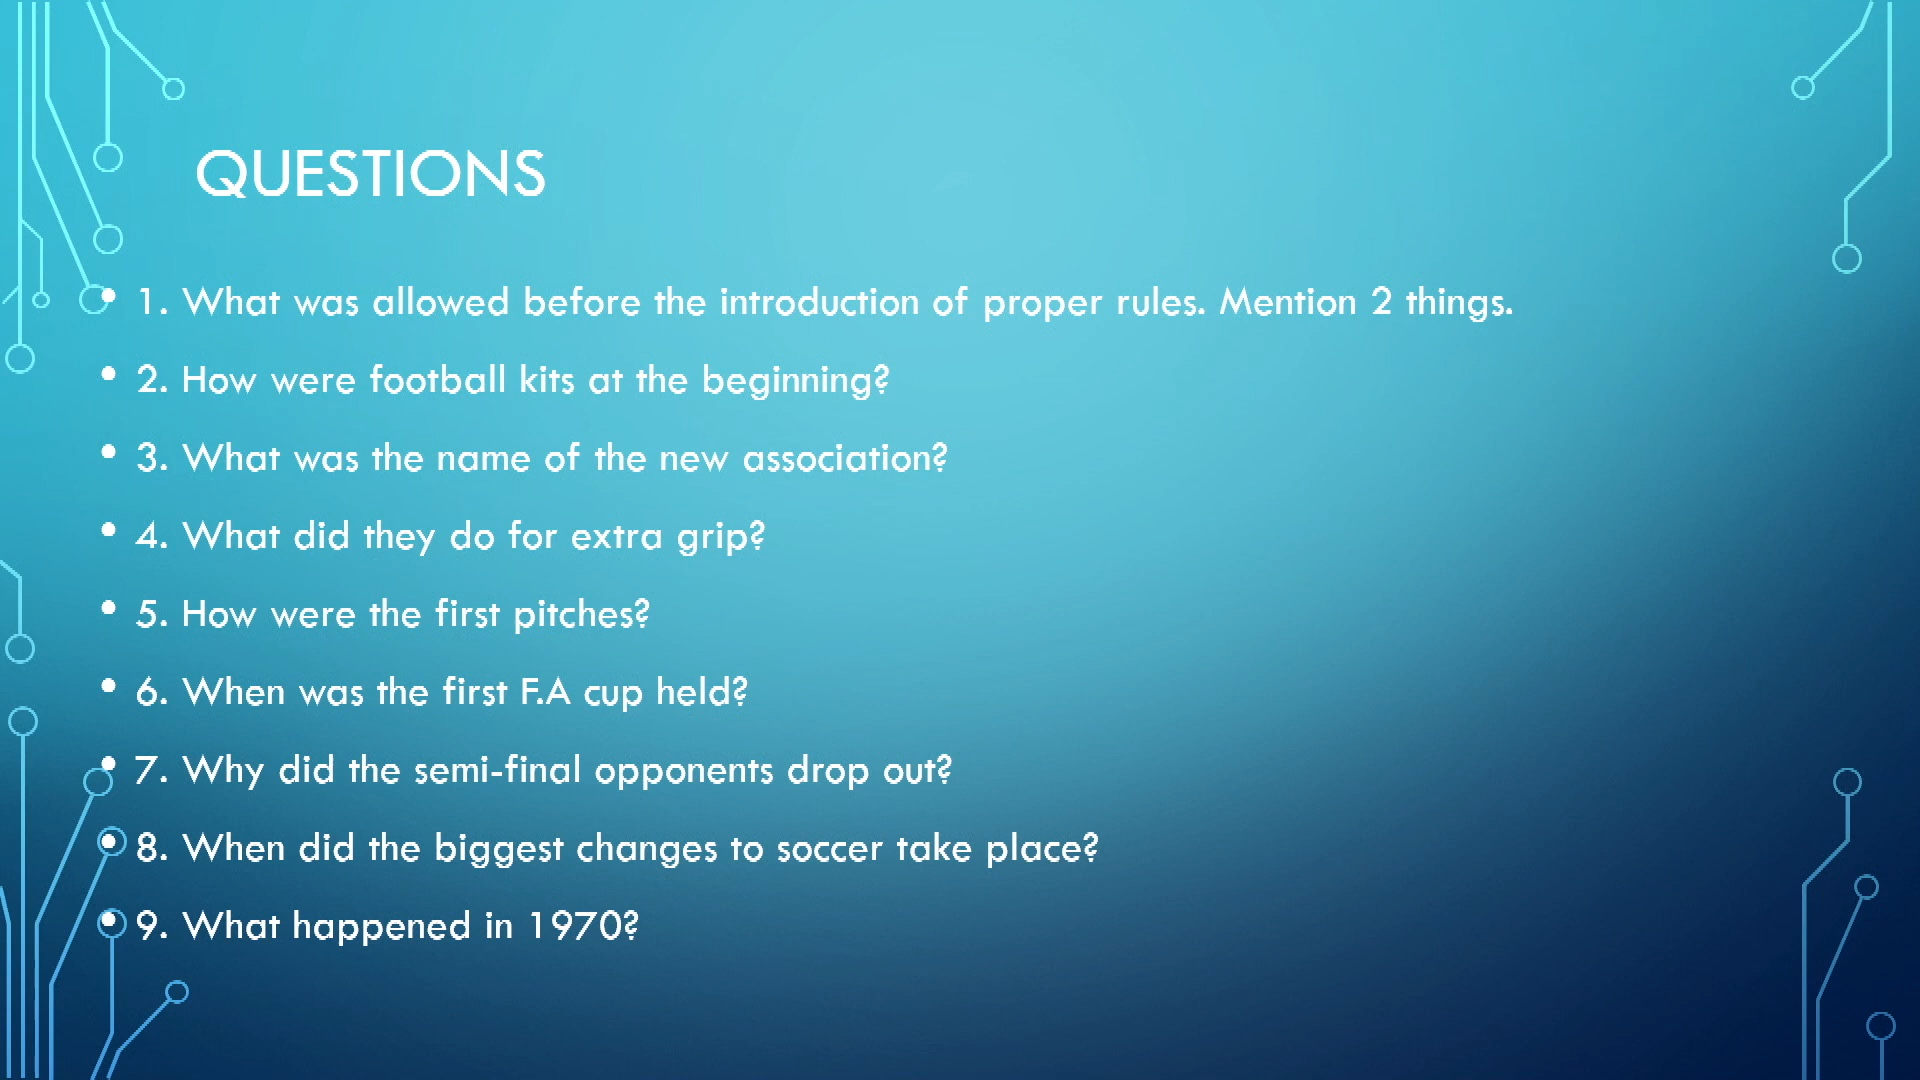 QUESTIONS
• 1. What was allowed before the introduction of proper rules. Mention 2 things.
• 2. How were football kits at the beginning?
• 3. What was the name of the new association?
• 4. What did they do for extra grip?
• 5. How were the first pitches?
• 6. When was the first F.A cup held?
• 7. Why did the semi-final opponents drop out?
• 8. When did the biggest changes to soccer take place?
• 9. What happened in 1970?